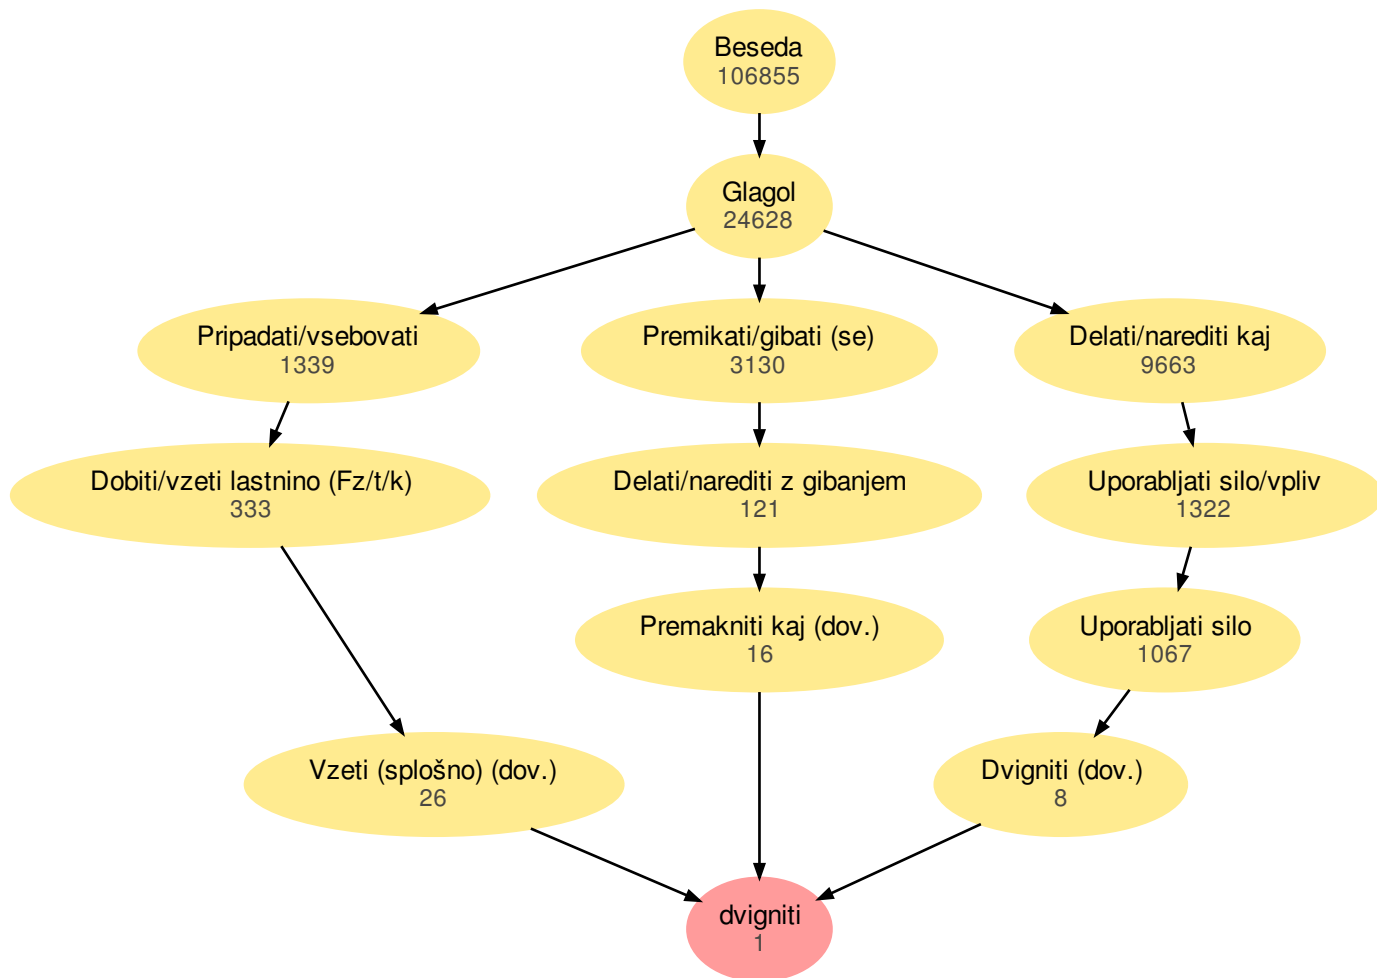 Beseda
106855
Glagol
24628
Pripadati/vsebovati
1339
Premikati/gibati (se)
3130
Delati/narediti kaj
9663
Dobiti/vzeti lastnino (Fz/t/k)
333
Delati/narediti z gibanjem
121
Uporabljati silo/vpliv
1322
Premakniti kaj (dov.)
16
Uporabljati silo
1067
Vzeti (splošno) (dov.)
26
Dvigniti (dov.)
8
dvigniti
1